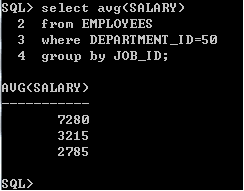 SQL> select avg(SALARY)
2 from EMPLOYEES
3 where DEPARTMENT_ID=50
4 group by JOB_ID;
AVG(SALARY)
-----------
7280
3215
2785
SQL>